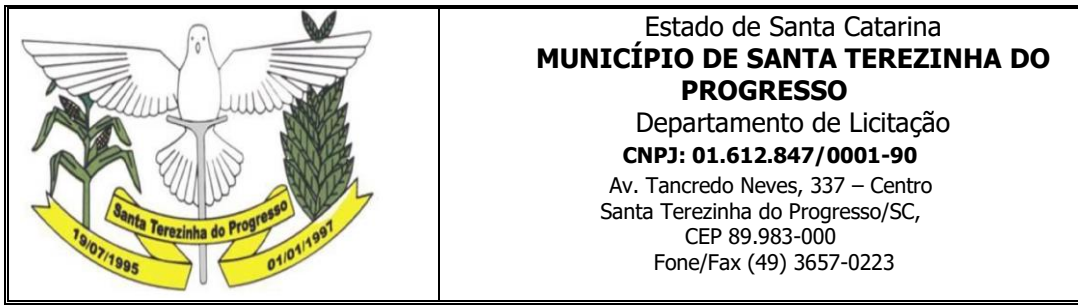 Santa Terezinha do Progresso
19/07/1995
01/01/1997
Estado de Santa Catarina
MUNICÍPIO DE SANTA TEREZINHA DO
PROGRESSO
Departamento de Licitação
CNPJ: 01.612.847/0001-90
Av. Tancredo Neves, 337 – Centro
Santa Terezinha do Progresso/SC,
CEP 89.983-000
Fone/Fax (49) 3657-0223